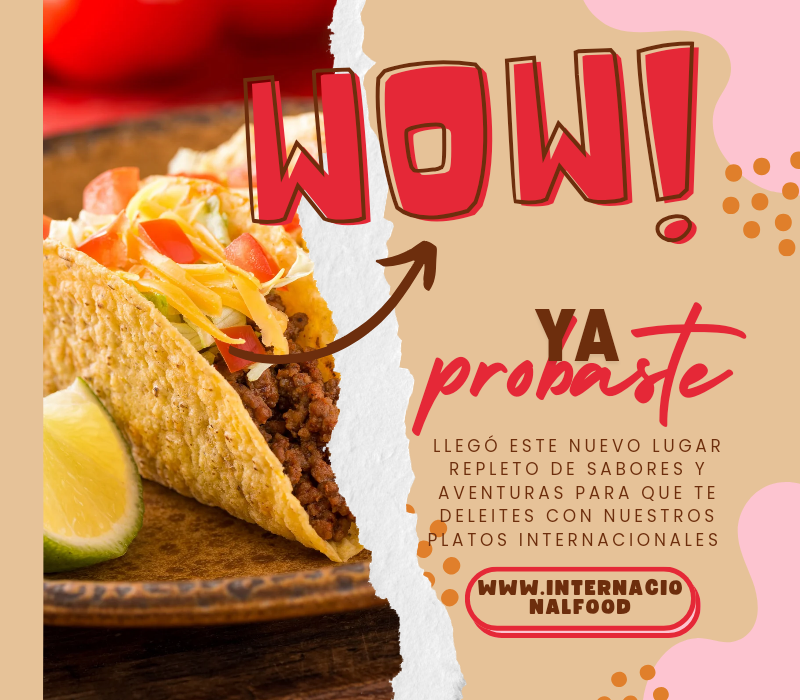 WOW!
YA
probaste
LLEGÓ ESTE NUEVO LUGAR
REPLETO DE SABORES Y
AVENTURAS PARA QUE TE
DELEITES CON NUESTROS
PLATOS INTERNACIONALES
WWW.INTERNACIO
NALFOOD